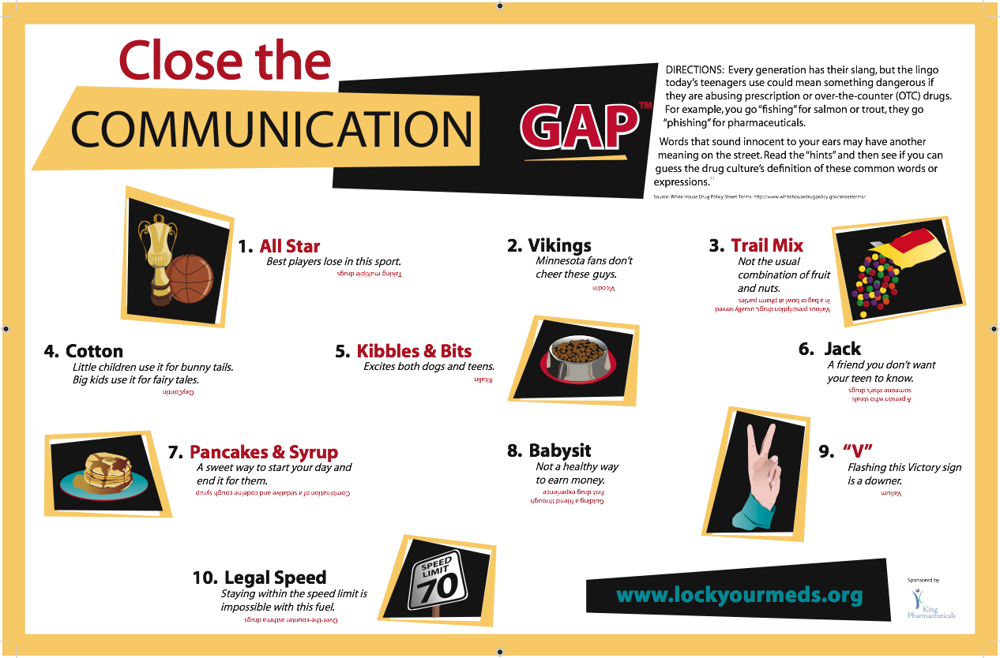 Close the
COMMUNICATION
GAP™
DIRECTIONS: Every generation has their slang, but the lingo
today's teenagers use could mean something dangerous if
they are abusing prescription or over-the-counter (OTC) drugs.
For example, you go "fishing" for salmon or trout, they go
"phishing" for pharmaceuticals.
Words that sound innocent to your ears may have another
meaning on the street. Read the "hints" and then see if you can
guess the drug culture's definition of these common words or
expressions.11
Source: White House Drug Policy Street Terms: http://www.whitehousedrugpolicy.gov/streetterms/
1. All Star
Best players lose in this sport.
Taking multiple drugs
2. Vikings
Minnesota fans don't
cheer these guys.
Vicodin
3. Trail Mix
Not the usual
combination of fruit
and nuts.
Various prescription drugs, usually served
in a bag or bowl at pharm parties
4. Cotton
Little children use it for bunny tails.
Big kids use it for fairy tales.
OxyContin
5. Kibbles & Bits
Excites both dogs and teens.
Ritalin
6. Jack
A friend you don't want
your teen to know.
A person who steals
someone else's drugs
7. Pancakes & Syrup
A sweet way to start your day and
end it for them.
Combination of a sedative and codeine cough syrup
8. Babysit
Not a healthy way
to earn money.
Guiding a friend through
first drug experience
9. "V"
Flashing this Victory sign
is a downer.
Valium
10. Legal Speed
Staying within the speed limit is
impossible with this fuel.
Over-the-counter asthma drugs
SPEED
LIMIT
70
www.lockyourmeds.org
Sponsored by
King
Pharmaceuticals